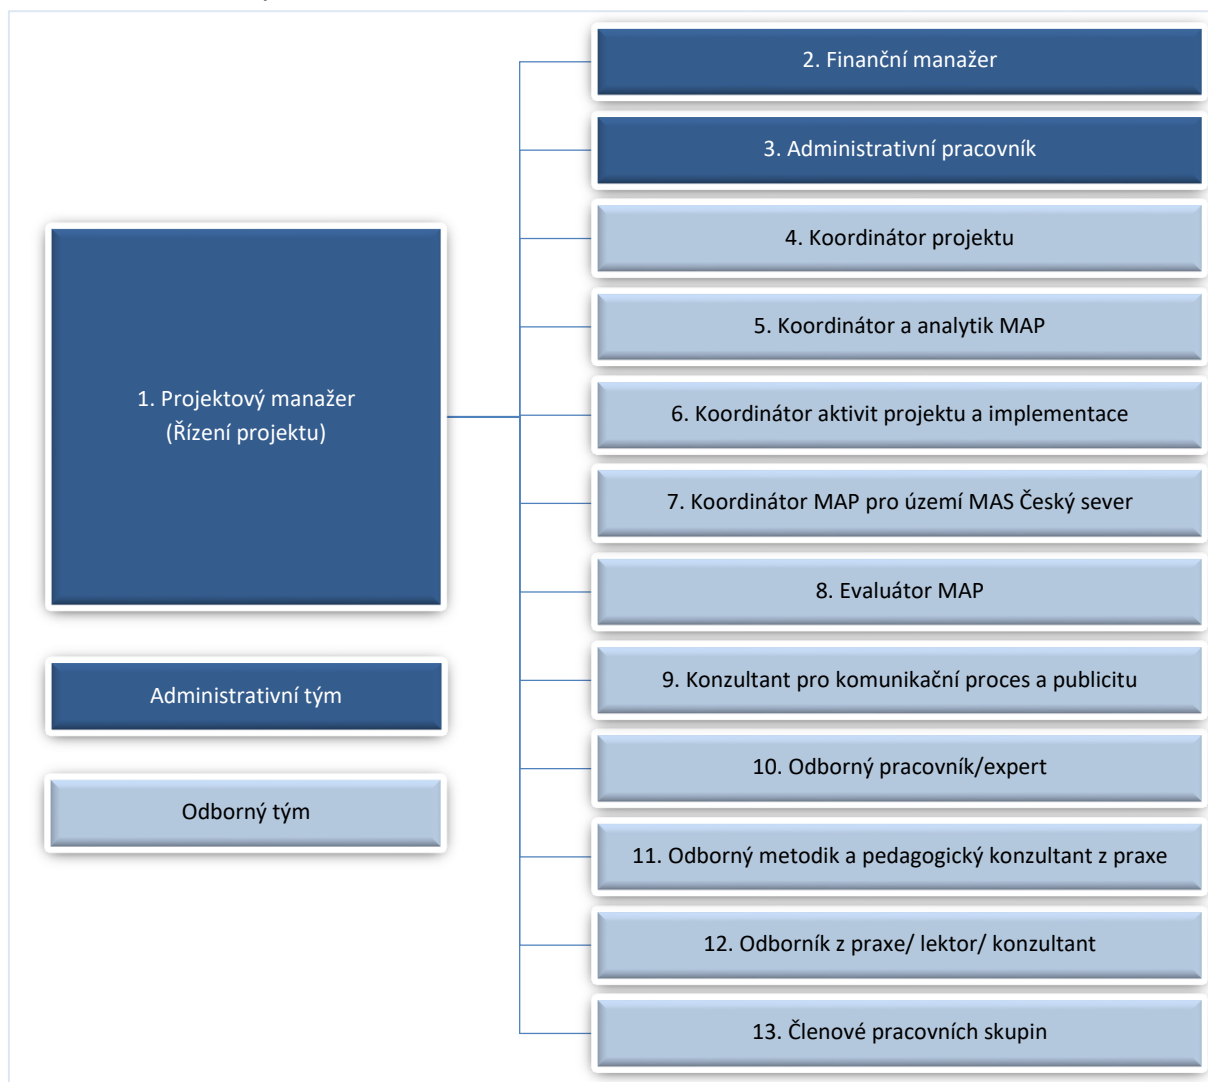 2. Finanční manažer
3. Administrativní pracovník
4. Koordinátor projektu
5. Koordinátor a analytik MAP
1. Projektový manažer
(Řízení projektu)
6. Koordinátor aktivit projektu a implementace
7. Koordinátor MAP pro území MAS Český sever
8. Evaluátor MAP
9. Konzultant pro komunikační proces a publicitu
Administrativní tým
10. Odborný pracovník/expert
Odborný tým
11. Odborný metodik a pedagogický konzultant z praxe
12. Odborník z praxe/ lektor/ konzultant
13. Členové pracovních skupin